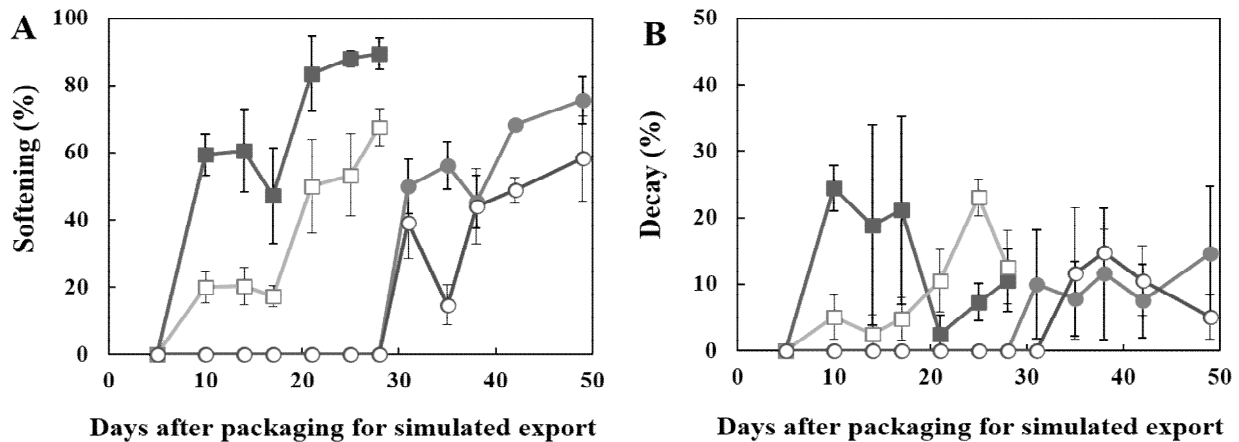 A
Softening (%)
100
80
60
40
20
0
0 10 20 30 40 50
Days after packaging for simulated export
B
Decay (%)
50
40
30
20
10
0
0 10 20 30 40 50
Days after packaging for simulated export